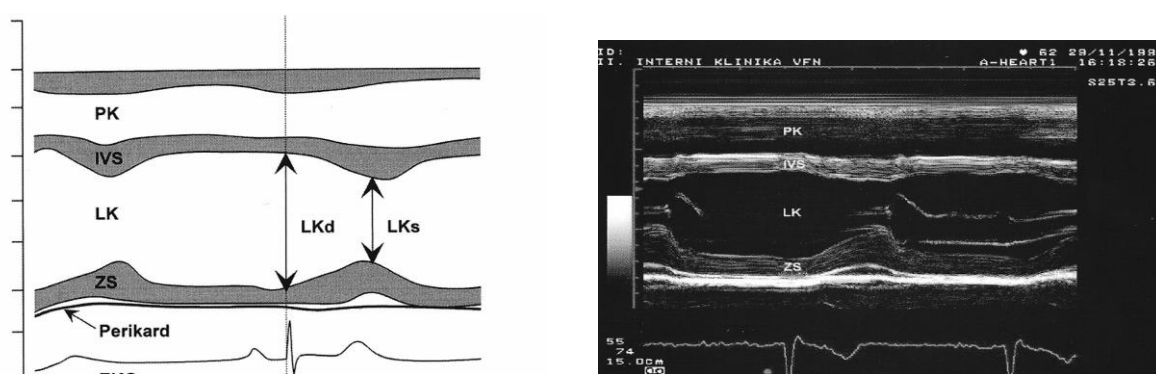 PK
IVS
LK
LKd
LKs
ZS
Perikard
ID:
♥ 62 29/11/199
II. INTERNI KLINIKA VFN
A-HEART1 16:18:26
S25T3.6
PK
IVS
LK
ZS
55
74
15.0cm